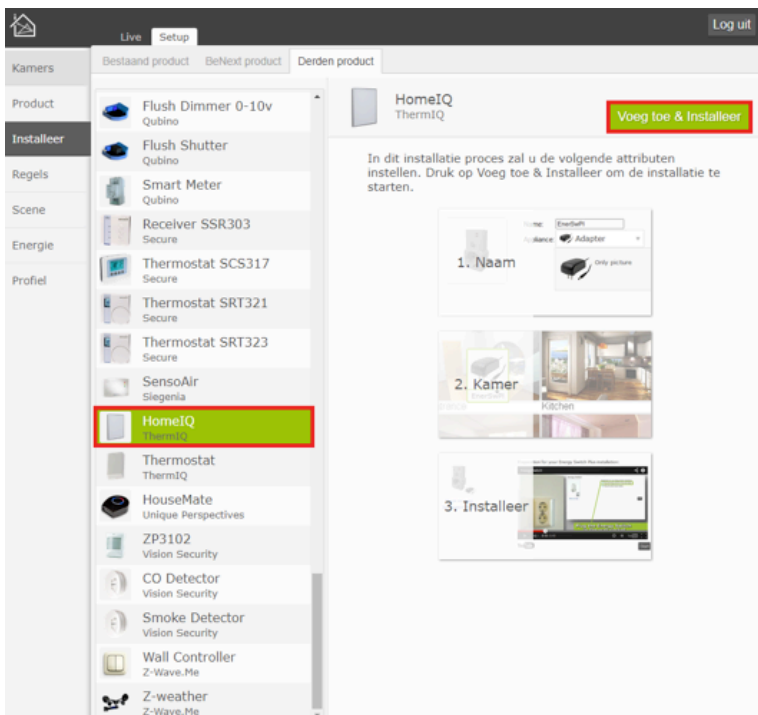 Live
Setup
Log uit
Bestaand product
BeNext product
Derden product
Kamers
Product
Installeer
Regels
Scene
Energie
Profiel
Flush Dimmer 0-10v
Qubino
Flush Shutter
Qubino
Smart Meter
Qubino
Receiver SSR303
Secure
Thermostat SCS317
Secure
Thermostat SRT321
Secure
Thermostat SRT323
Secure
SensoAir
Siegenia
HomeIQ
ThermIQ
Thermostat
ThermIQ
HouseMate
Unique Perspectives
ZP3102
Vision Security
CO Detector
Vision Security
Smoke Detector
Vision Security
Wall Controller
Z-Wave.Me
Z-weather
Z-Wave.Me
HomeIQ
ThermIQ
Voeg toe & Installeer
In dit installatie proces zal u de volgende attributen
instellen. Druk op Voeg toe & Installeer om de installatie te
starten.
Adapter
Only picture
1. Naam
2. Kamer
Kitchen
3. Installeer